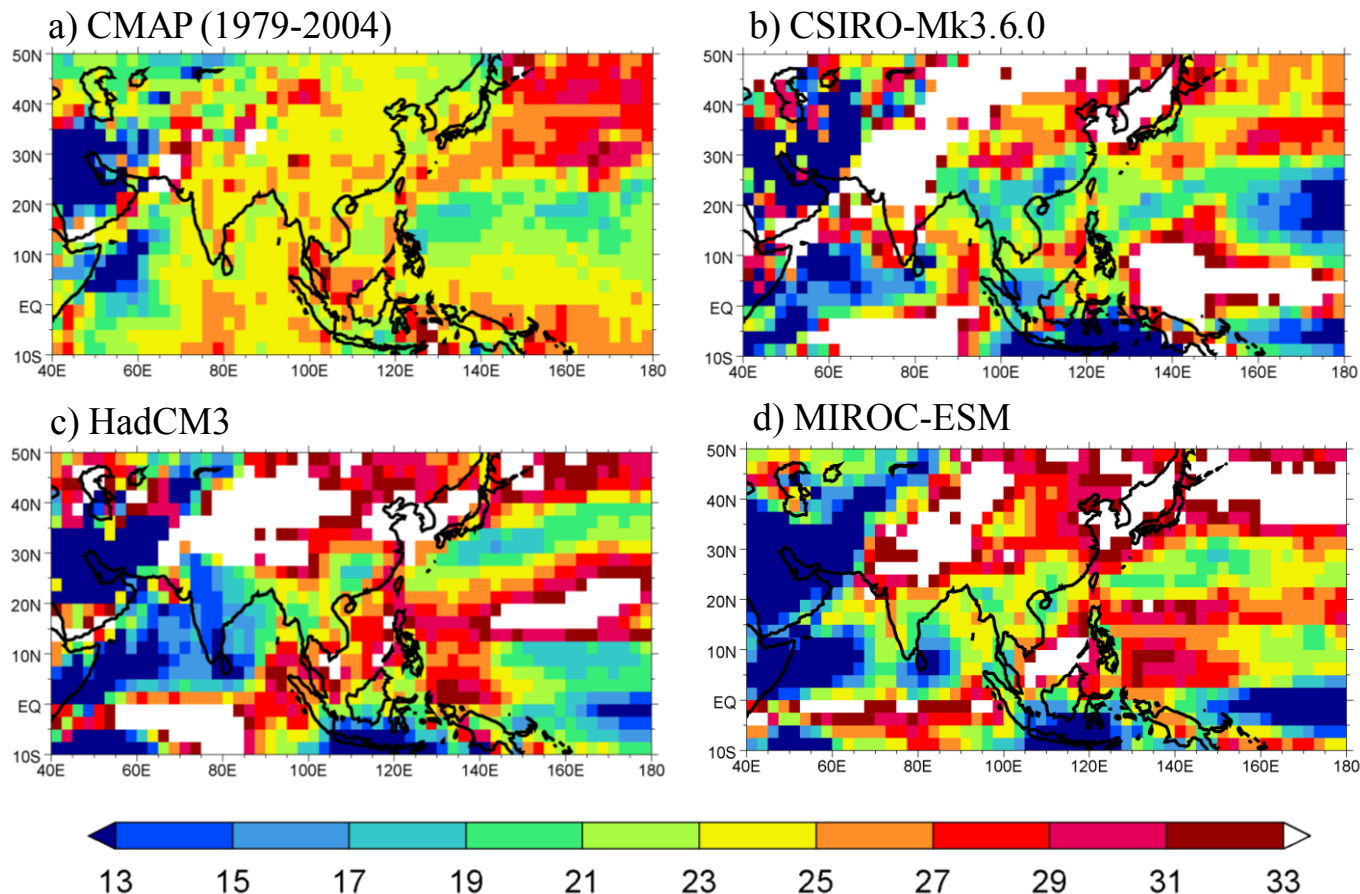 a) CMAP (1979-2004)
b) CSIRO-Mk3.6.0
50N
40N
30N
20N
10N
EQ
10S
40E 60E 80E 100E 120E 140E 160E 180
50N
40N
30N
20N
10N
EQ
10S
40E 60E 80E 100E 120E 140E 160E 180
c) HadCM3
d) MIROC-ESM
50N
40N
30N
20N
10N
EQ
10S
40E 60E 80E 100E 120E 140E 160E 180
50N
40N
30N
20N
10N
EQ
10S
40E 60E 80E 100E 120E 140E 160E 180
13 15 17 19 21 23 25 27 29 31 33